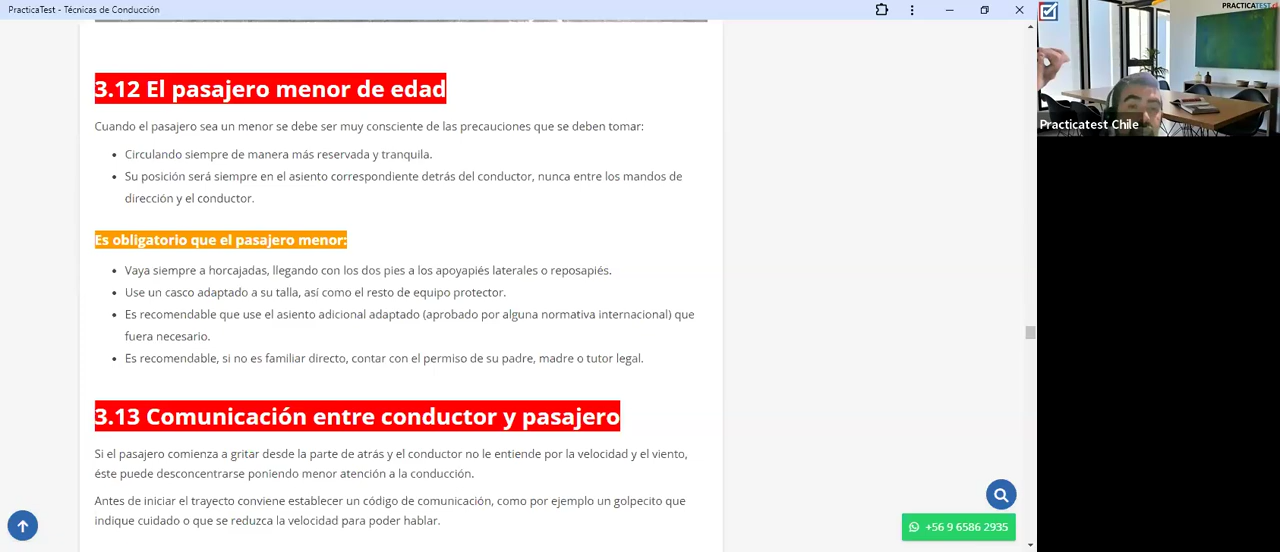 PracticaTest - Técnicas de Conducción
PRACTICATEST
Practicatest Chile
3.12 El pasajero menor de edad
Cuando el pasajero sea un menor se debe ser muy consciente de las precauciones que se deben tomar:
Circulando siempre de manera más reservada y tranquila.
Su posición será siempre en el asiento correspondiente detrás del conductor, nunca entre los mandos de
dirección y el conductor.
Es obligatorio que el pasajero menor:
Vaya siempre a horcajadas, llegando con los dos pies a los apoyapiés laterales o reposapiés.
Use un casco adaptado a su talla, así como el resto de equipo protector.
Es recomendable que use el asiento adicional adaptado (aprobado por alguna normativa internacional) que
fuera necesario.
Es recomendable, si no es familiar directo, contar con el permiso de su padre, madre o tutor legal.
3.13 Comunicación entre conductor y pasajero
Si el pasajero comienza a gritar desde la parte de atrás y el conductor no le entiende por la velocidad y el viento,
éste puede desconcentrarse poniendo menor atención a la conducción.
Antes de iniciar el trayecto conviene establecer un código de comunicación, como por ejemplo un golpecito que
indique cuidado o que se reduzca la velocidad para poder hablar.
+56 9 6586 2935